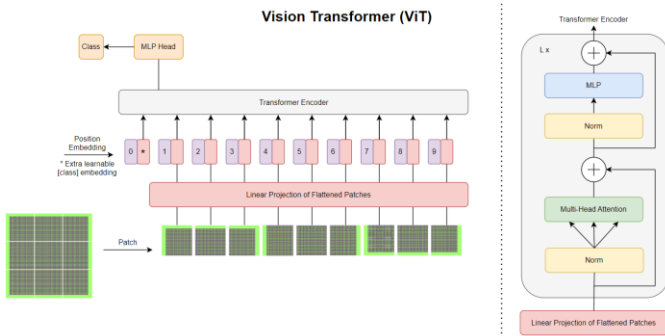 Vision Transformer (ViT)
Class
MLP Head
Transformer Encoder
Position
Embedding
* Extra learnable
[class] embedding
0 * 1 2 3 4 5 6 7 8 9
Linear Projection of Flattened Patches
Patch
Transformer Encoder
L x
MLP
Norm
Multi-Head Attention
Norm
Linear Projection of Flattened Patches